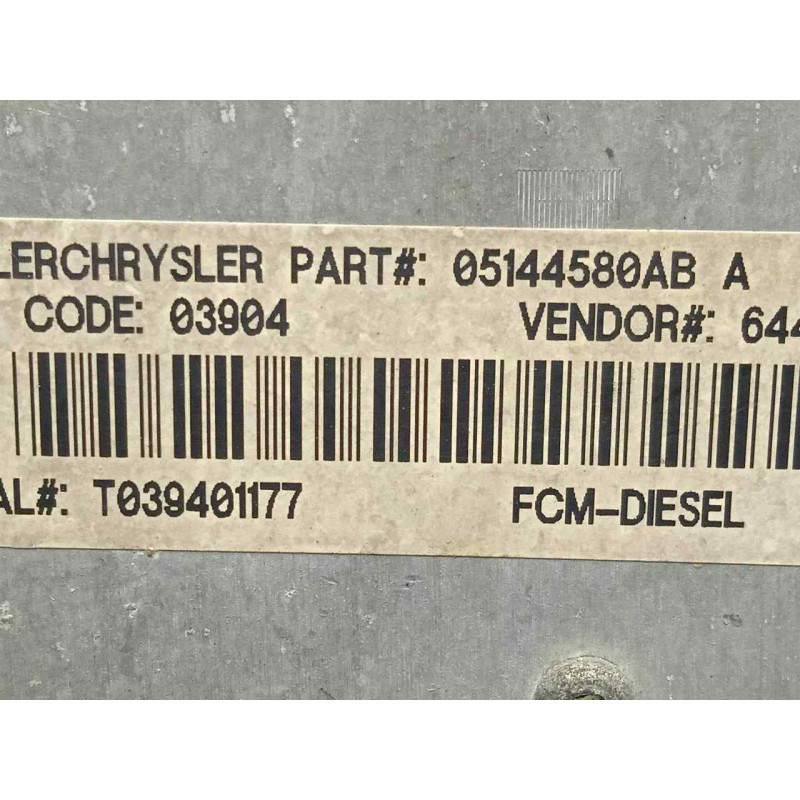 LERCHRYSLER PART#: 05144580AB A
CODE: 03904 VENDOR#: 644
AL#: T039401177 FCM-DIESEL